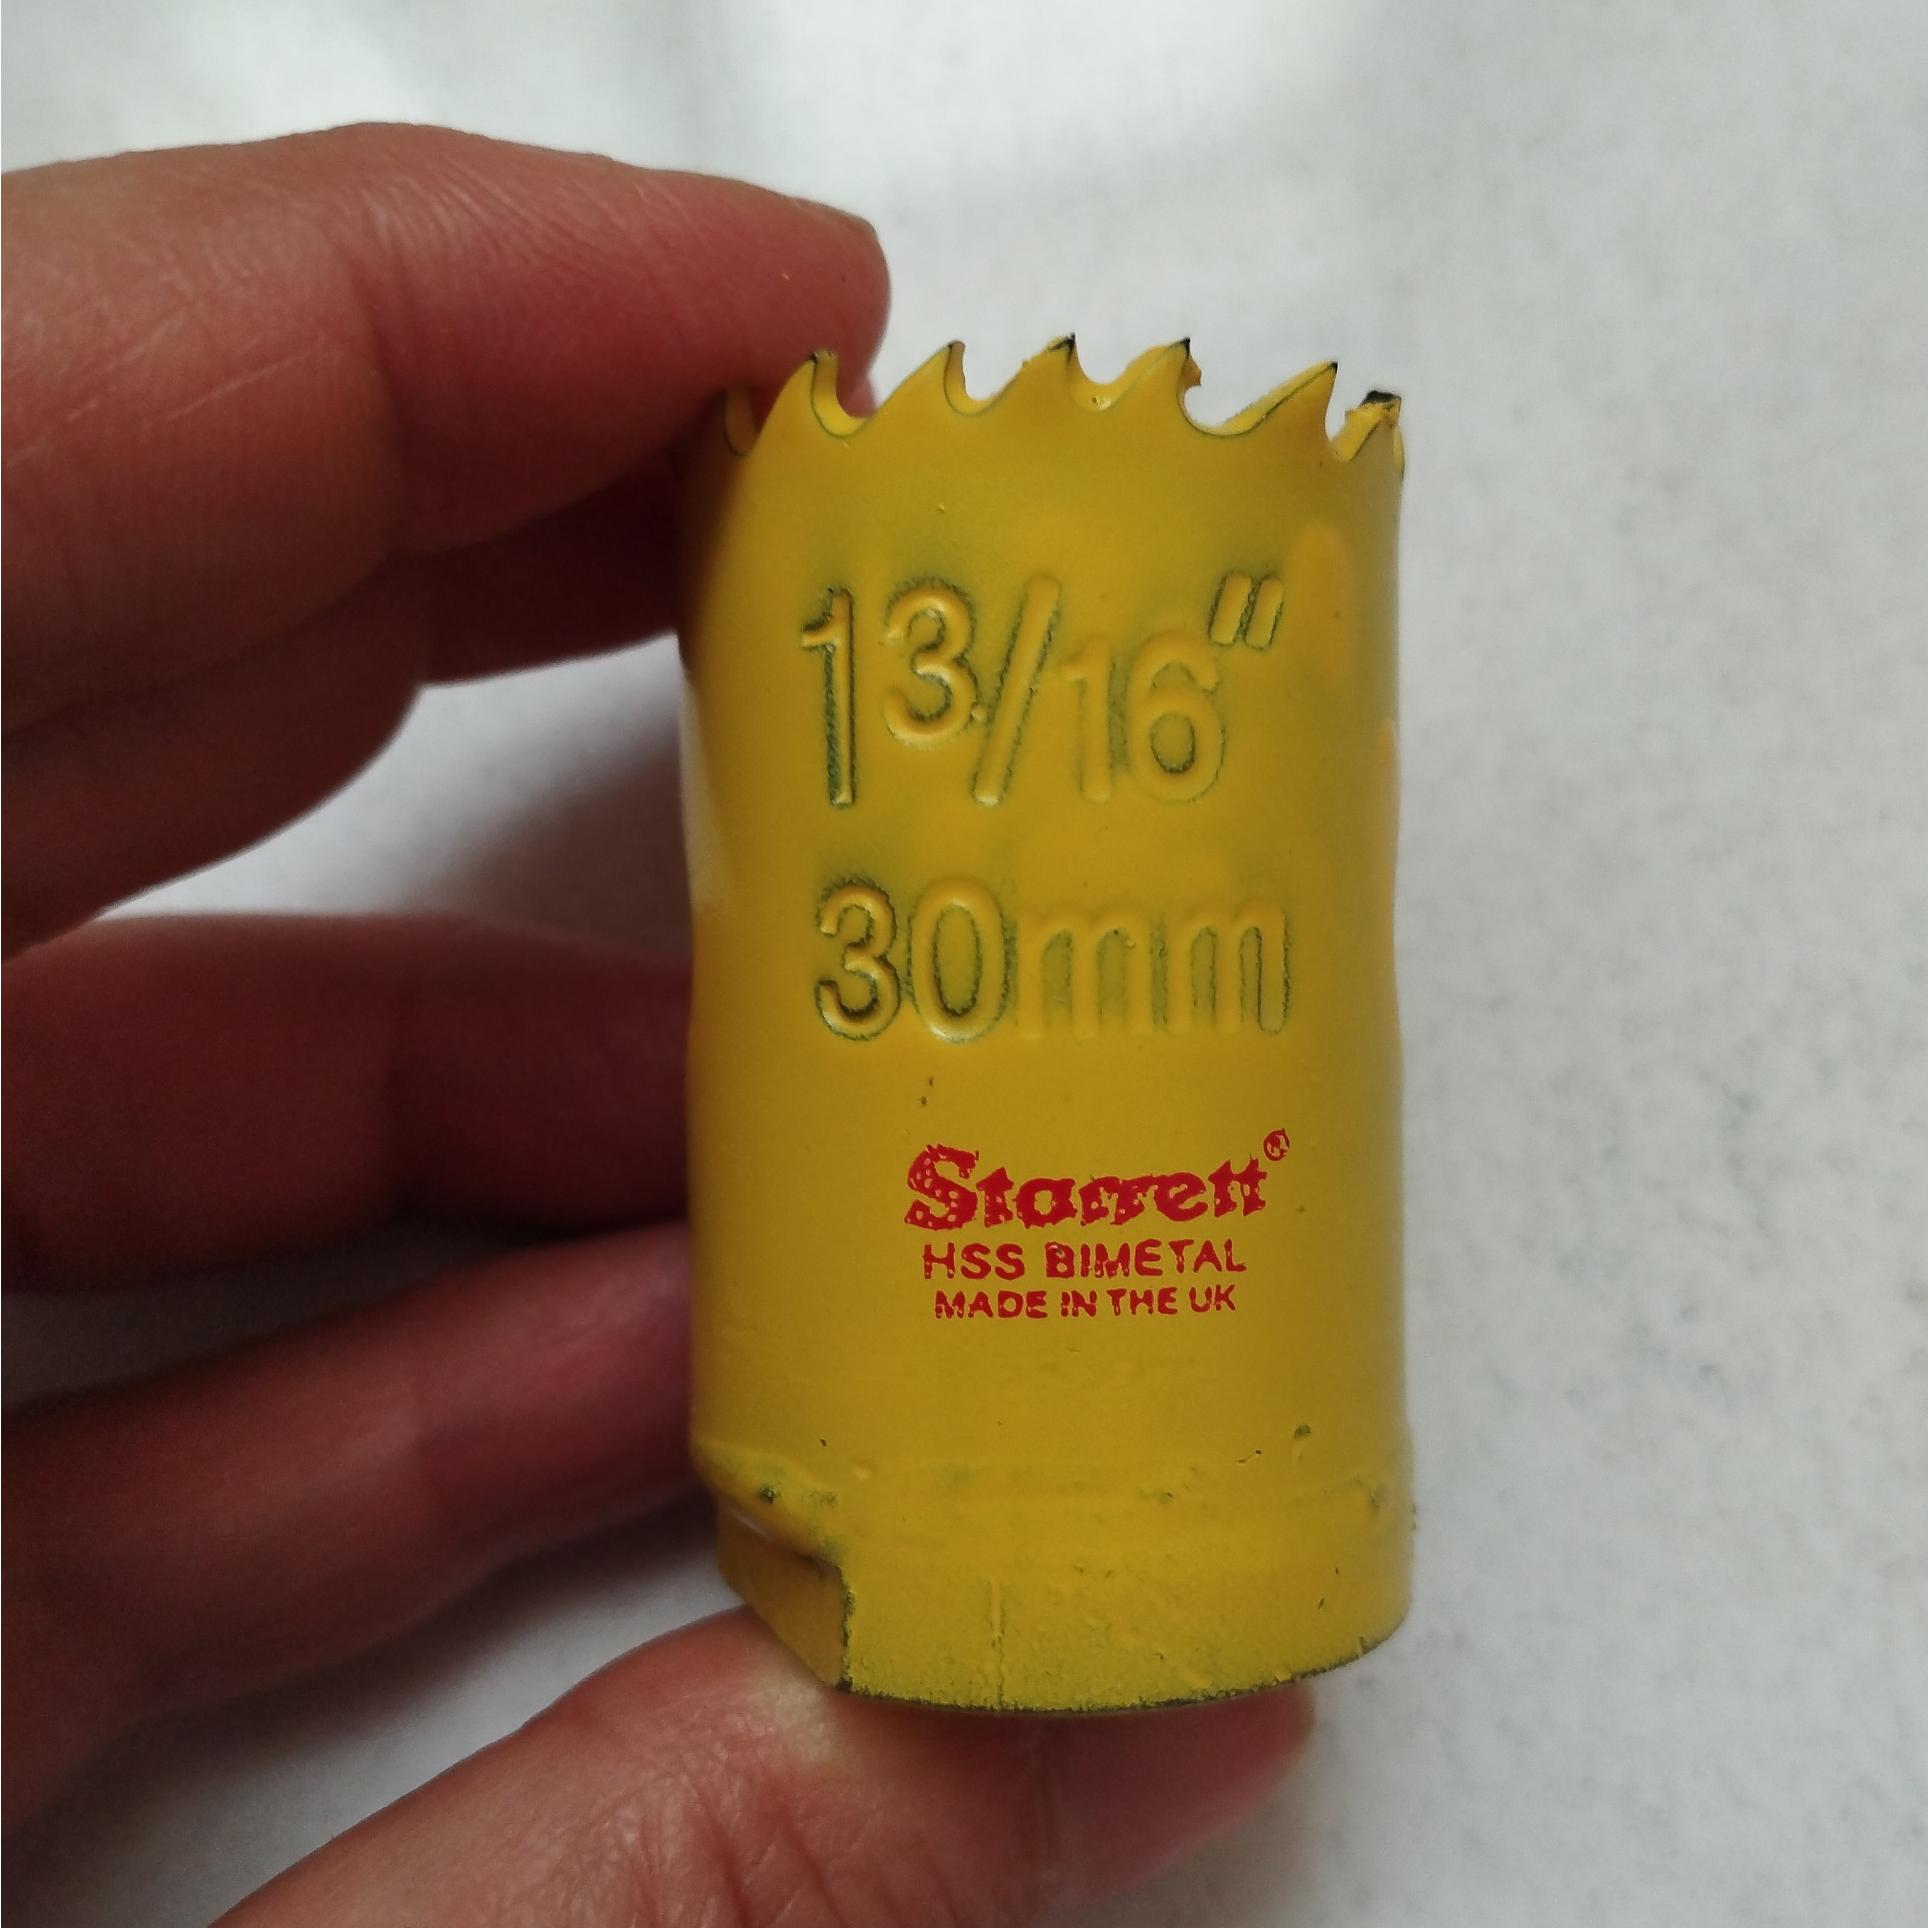 1 3/16"
30mm
Starrett®
HSS BIMETAL
MADE IN THE UK